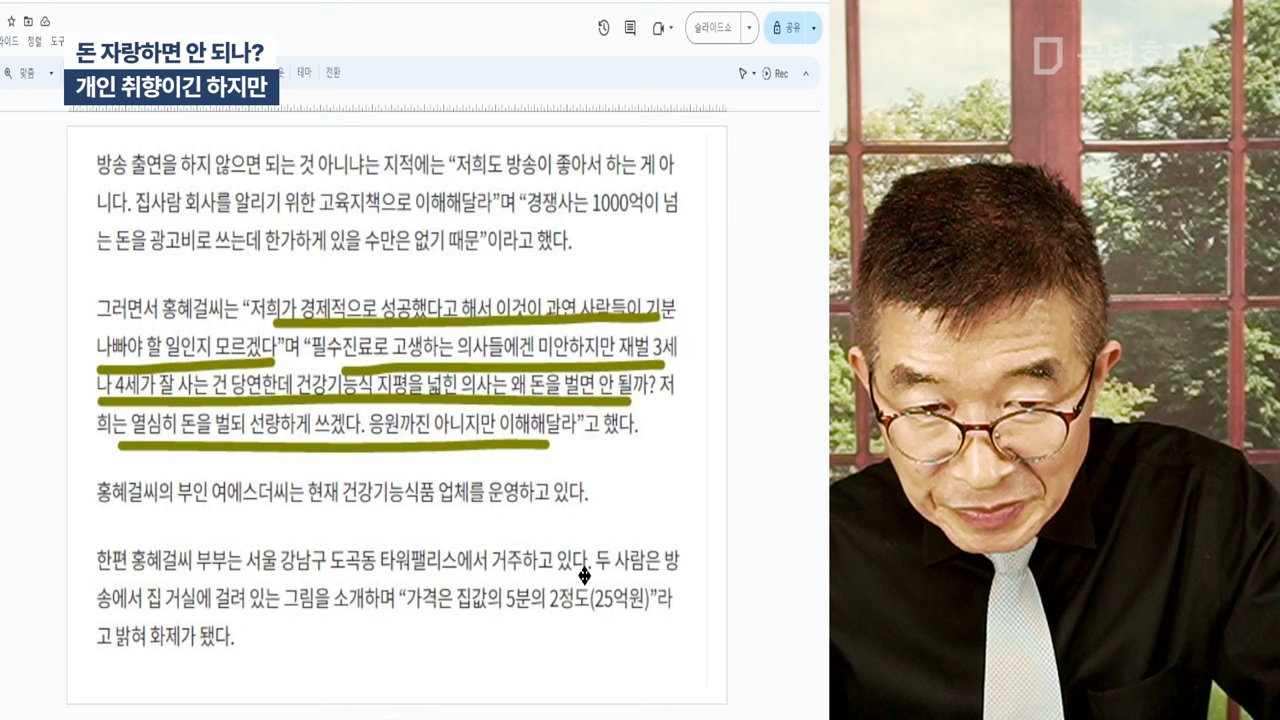 돈 자랑하면 안 되나?
개인 취향이긴 하지만
정렬 도구
슬라이드쇼
공유
맞춤
테마 전환
Rec
공병호TV
방송 출연을 하지 않으면 되는 것 아니냐는 지적에는 “저희도 방송이 좋아서 하는 게 아
니다. 집사람 회사를 알리기 위한 고육지책으로 이해해달라”며 “경쟁사는 1000억이 넘
는 돈을 광고비로 쓰는데 한가하게 있을 수만은 없기 때문”이라고 했다.
그러면서 홍혜걸씨는 “저희가 경제적으로 성공했다고 해서 이것이 과연 사람들이 기분
나빠야 할 일인지 모르겠다”며 “필수진료로 고생하는 의사들에겐 미안하지만 재벌 3세
나 4세가 잘 사는 건 당연한데 건강기능식 지평을 넓힌 의사는 왜 돈을 벌면 안 될까? 저
희는 열심히 돈을 벌되 선량하게 쓰겠다. 응원까진 아니지만 이해해달라”고 했다.
홍혜걸씨의 부인 여에스더씨는 현재 건강기능식품 업체를 운영하고 있다.
한편 홍혜걸씨 부부는 서울 강남구 도곡동 타워팰리스에서 거주하고 있다. 두 사람은 방
송에서 집 거실에 걸려 있는 그림을 소개하며 “가격은 집값의 5분의 2정도(25억원)”라
고 밝혀 화제가 됐다.